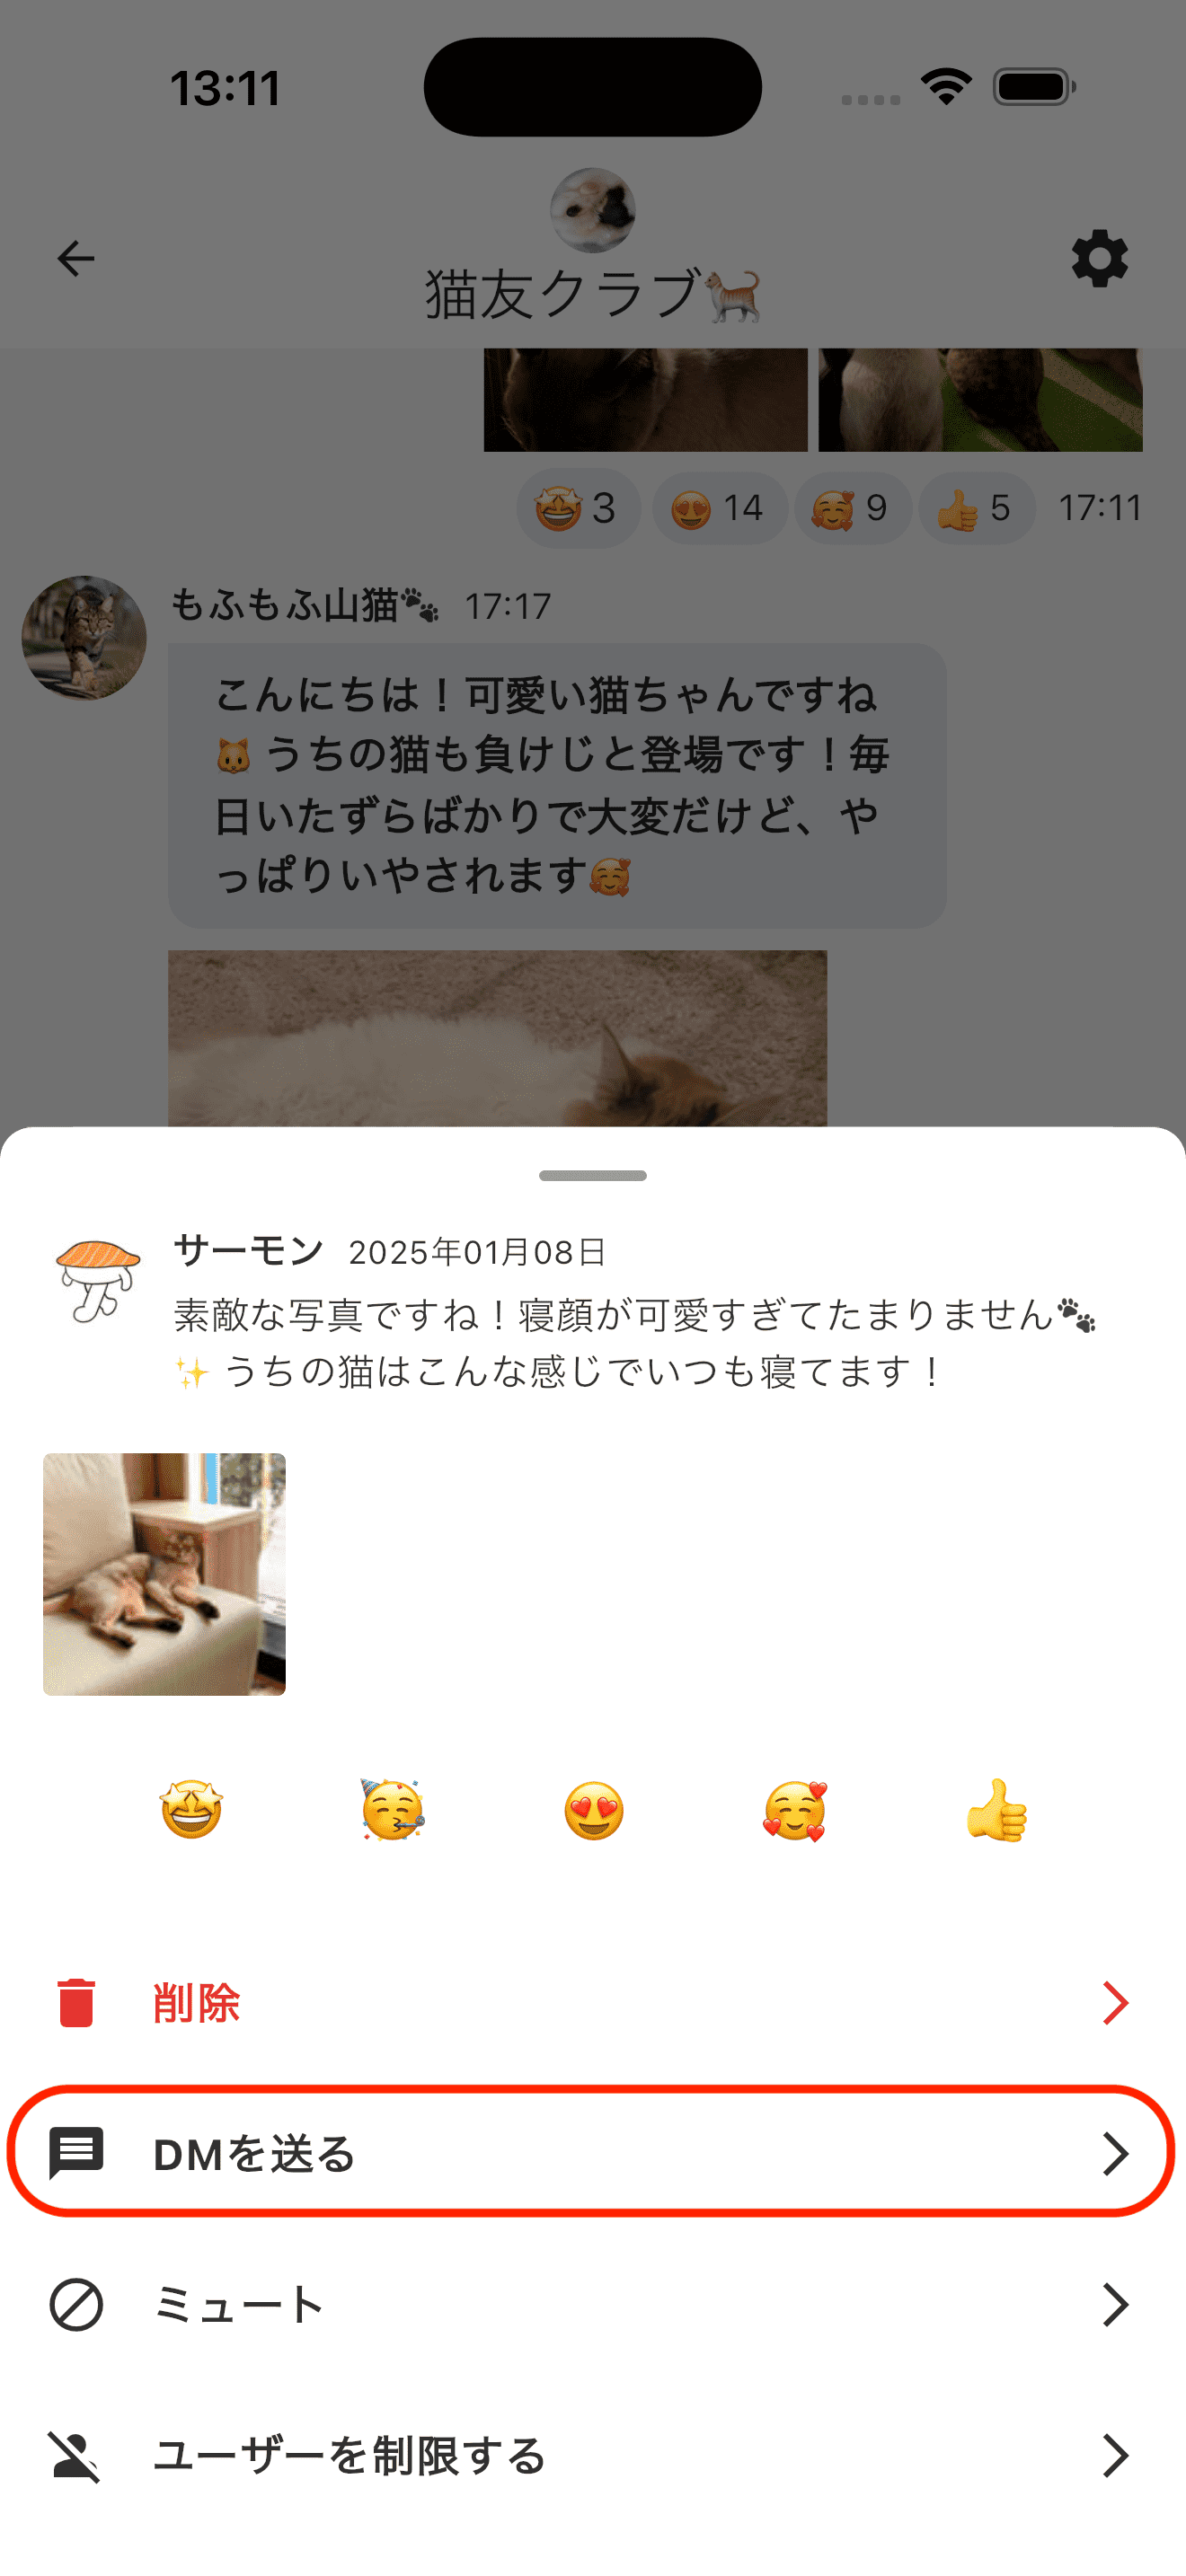 13:11
猫友クラブ🐈
🤩 3 😍 14 🥰 9 👍 5 17:11
もふもふ山猫🐾 17:17
こんにちは！可愛い猫ちゃんですね
🐱 うちの猫も負けじと登場です！毎
日いたずらばかりで大変だけど、や
っぱりいやされます🥰
サーモン 2025年01月08日
素敵な写真ですね！寝顔が可愛すぎてたまりません🐾
✨ うちの猫はこんな感じでいつも寝てます！
🤩 🥳 😍 🥰 👍
削除
DMを送る
ミュート
ユーザーを制限する